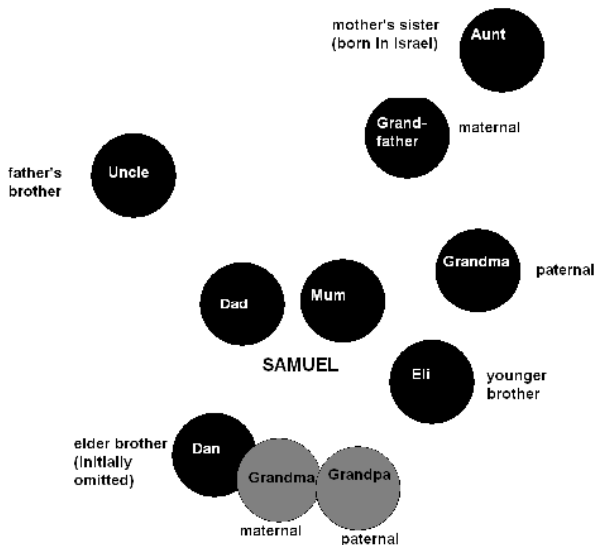 mother's sister
(born in Israel)
Aunt
Grand-
father
maternal
father's
brother
Uncle
Grandma
paternal
Dad
Mum
SAMUEL
Eli
younger
brother
elder brother
(initially
omitted)
Dan
Grandma
Grandpa
maternal
paternal